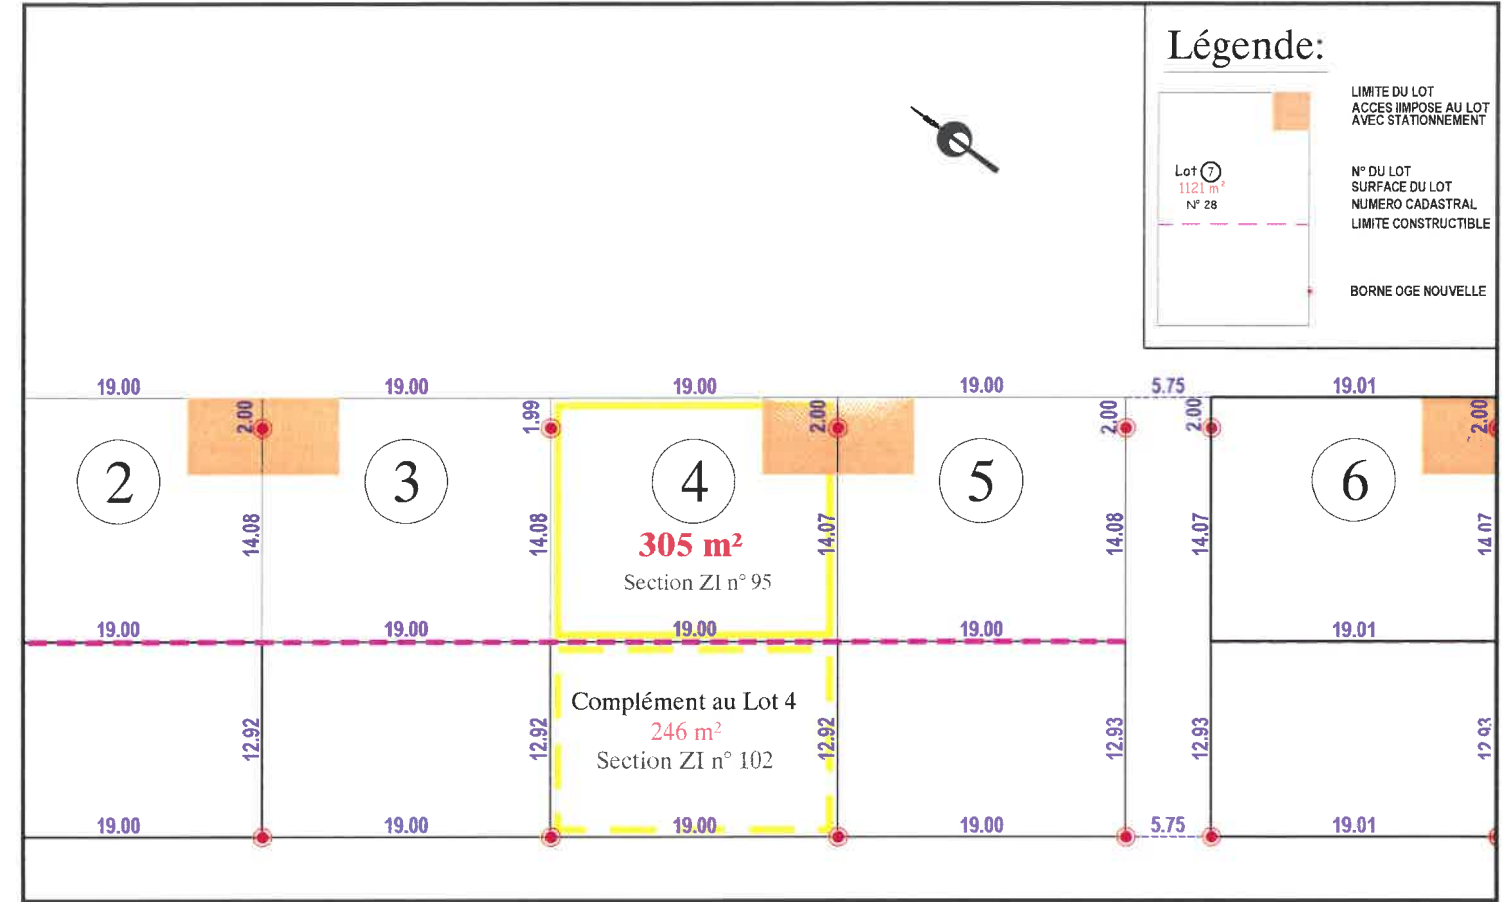 Légende:
LIMITE DU LOT
ACCES IIMPOSE AU LOT
AVEC STATIONNEMENT
Lot 7
1121 m²
N° 28
N° DU LOT
SURFACE DU LOT
NUMERO CADASTRAL
LIMITE CONSTRUCTIBLE
BORNE OGE NOUVELLE
19.00 19.00 19.00 19.00 5.75 19.01
2.00 1.99 2.00 2.00 2.00 2.00
2 3 4 5 6
305 m²
Section ZI n° 95
14.08 14.08 14.07 14.08 14.07 14.07
19.00 19.00 19.00 19.00 19.01
Complément au Lot 4
246 m²
Section ZI n° 102
12.92 12.92 12.92 12.93 12.93 12.93
19.00 19.00 19.00 19.00 5.75 19.01